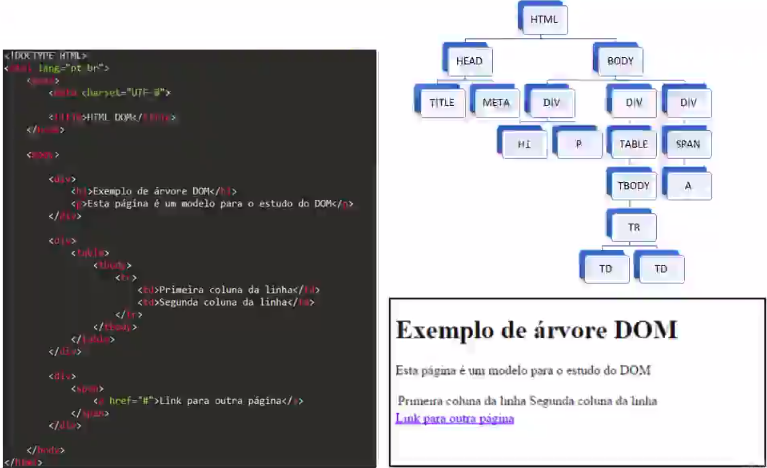 <!DOCTYPE HTML>
<html lang="pt-br">
<head>
<meta charset="UTF-8">
<title>HTML DOM</title>
</head>
<body>
<div>
<h1>Exemplo de árvore DOM</h1>
<p>Esta página é um modelo para o estudo do DOM</p>
</div>
<div>
<table>
<tbody>
<tr>
<td>Primeira coluna da linha</td>
<td>Segunda coluna da linha</td>
</tr>
</tbody>
</table>
</div>
<div>
<span>
<a href="#">Link para outra página</a>
</span>
</div>
</body>
</html>
HTML
HEAD BODY
TITLE META DIV DIV DIV
H1 P TABLE SPAN
TBODY A
TR
TD TD
Exemplo de árvore DOM
Esta página é um modelo para o estudo do DOM
Primeira coluna da linha Segunda coluna da linha
Link para outra página